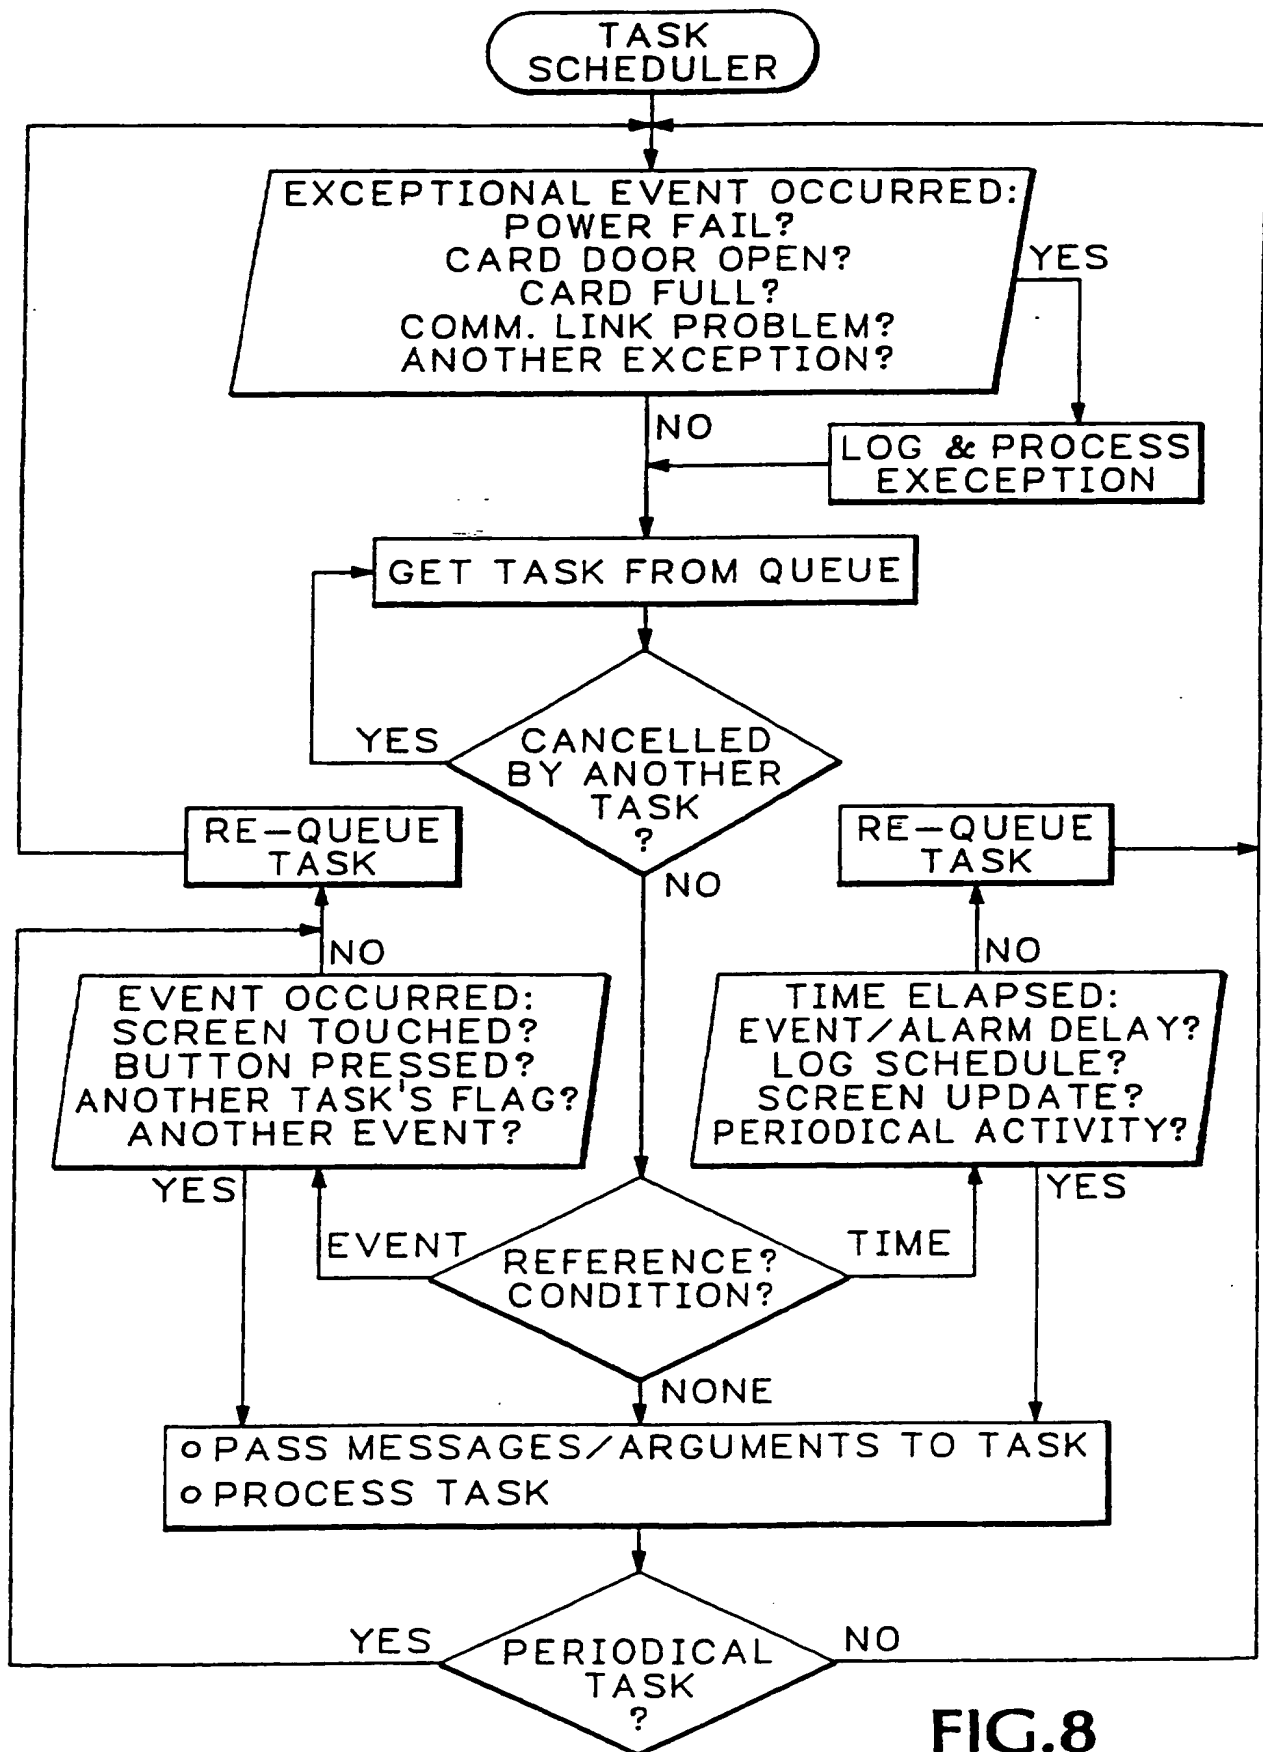 TASK
SCHEDULER
EXCEPTIONAL EVENT OCCURRED:
POWER FAIL?
CARD DOOR OPEN?
CARD FULL?
COMM. LINK PROBLEM?
ANOTHER EXCEPTION?
YES
NO
LOG & PROCESS
EXECEPTION
GET TASK FROM QUEUE
YES
CANCELLED
BY ANOTHER
TASK
?
NO
RE-QUEUE
TASK
RE-QUEUE
TASK
NO
NO
EVENT OCCURRED:
SCREEN TOUCHED?
BUTTON PRESSED?
ANOTHER TASK'S FLAG?
ANOTHER EVENT?
TIME ELAPSED:
EVENT/ALARM DELAY?
LOG SCHEDULE?
SCREEN UPDATE?
PERIODICAL ACTIVITY?
YES
YES
EVENT
TIME
REFERENCE?
CONDITION?
NONE
o PASS MESSAGES/ARGUMENTS TO TASK
o PROCESS TASK
YES
NO
PERIODICAL
TASK
?
FIG.8